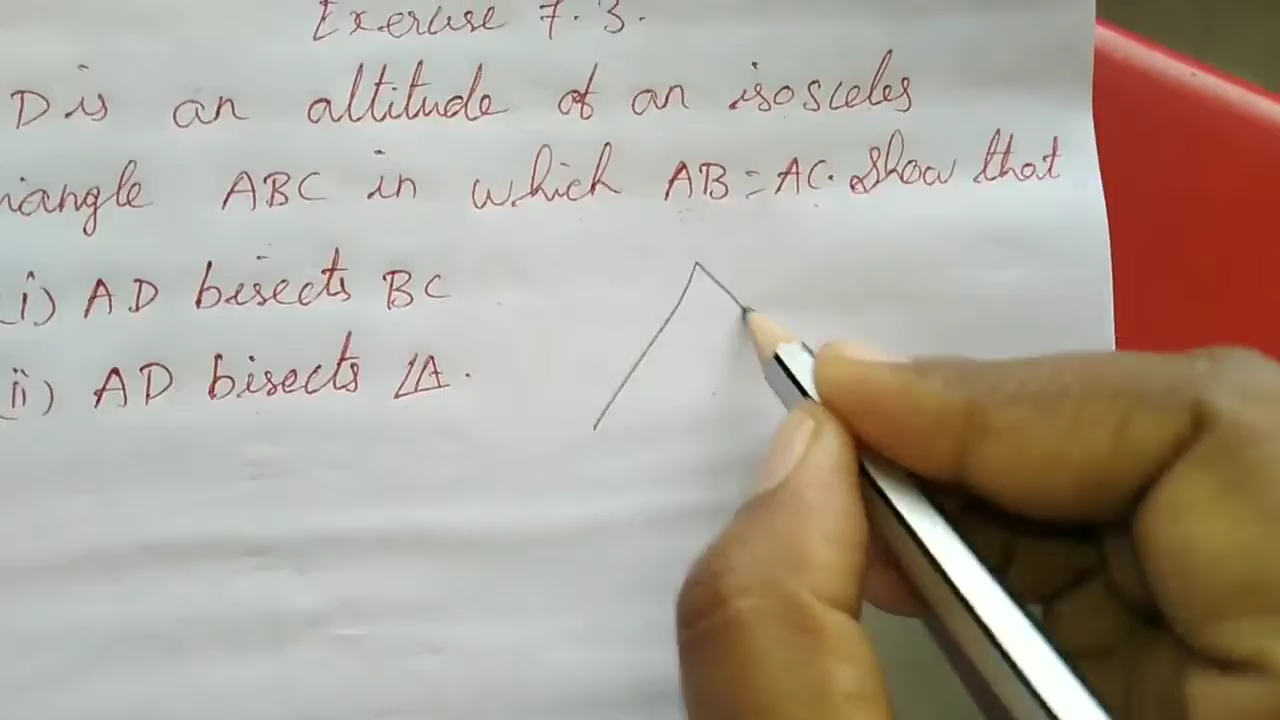 Exercise 7.3.
D is an altitude of an isosceles
iangle ABC in which AB=AC. Show that
(i) AD bisects BC
(ii) AD bisects ∠A.